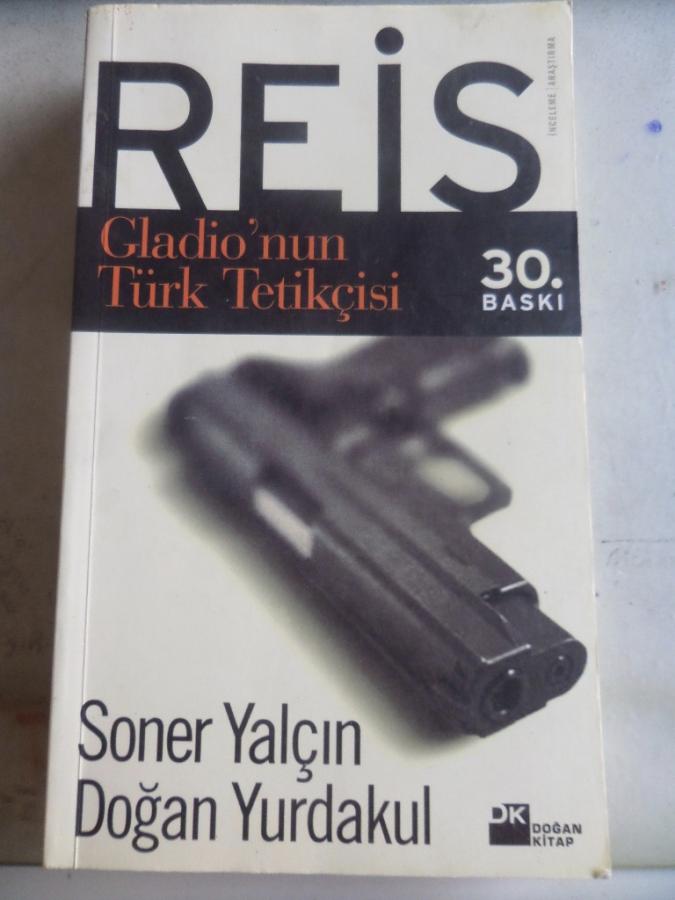 REİS
İNCELEME | ARAŞTIRMA
Gladio'nun
Türk Tetikçisi
30.
BASKI
Soner Yalçın
Doğan Yurdakul
DK
DOĞAN
KİTAP